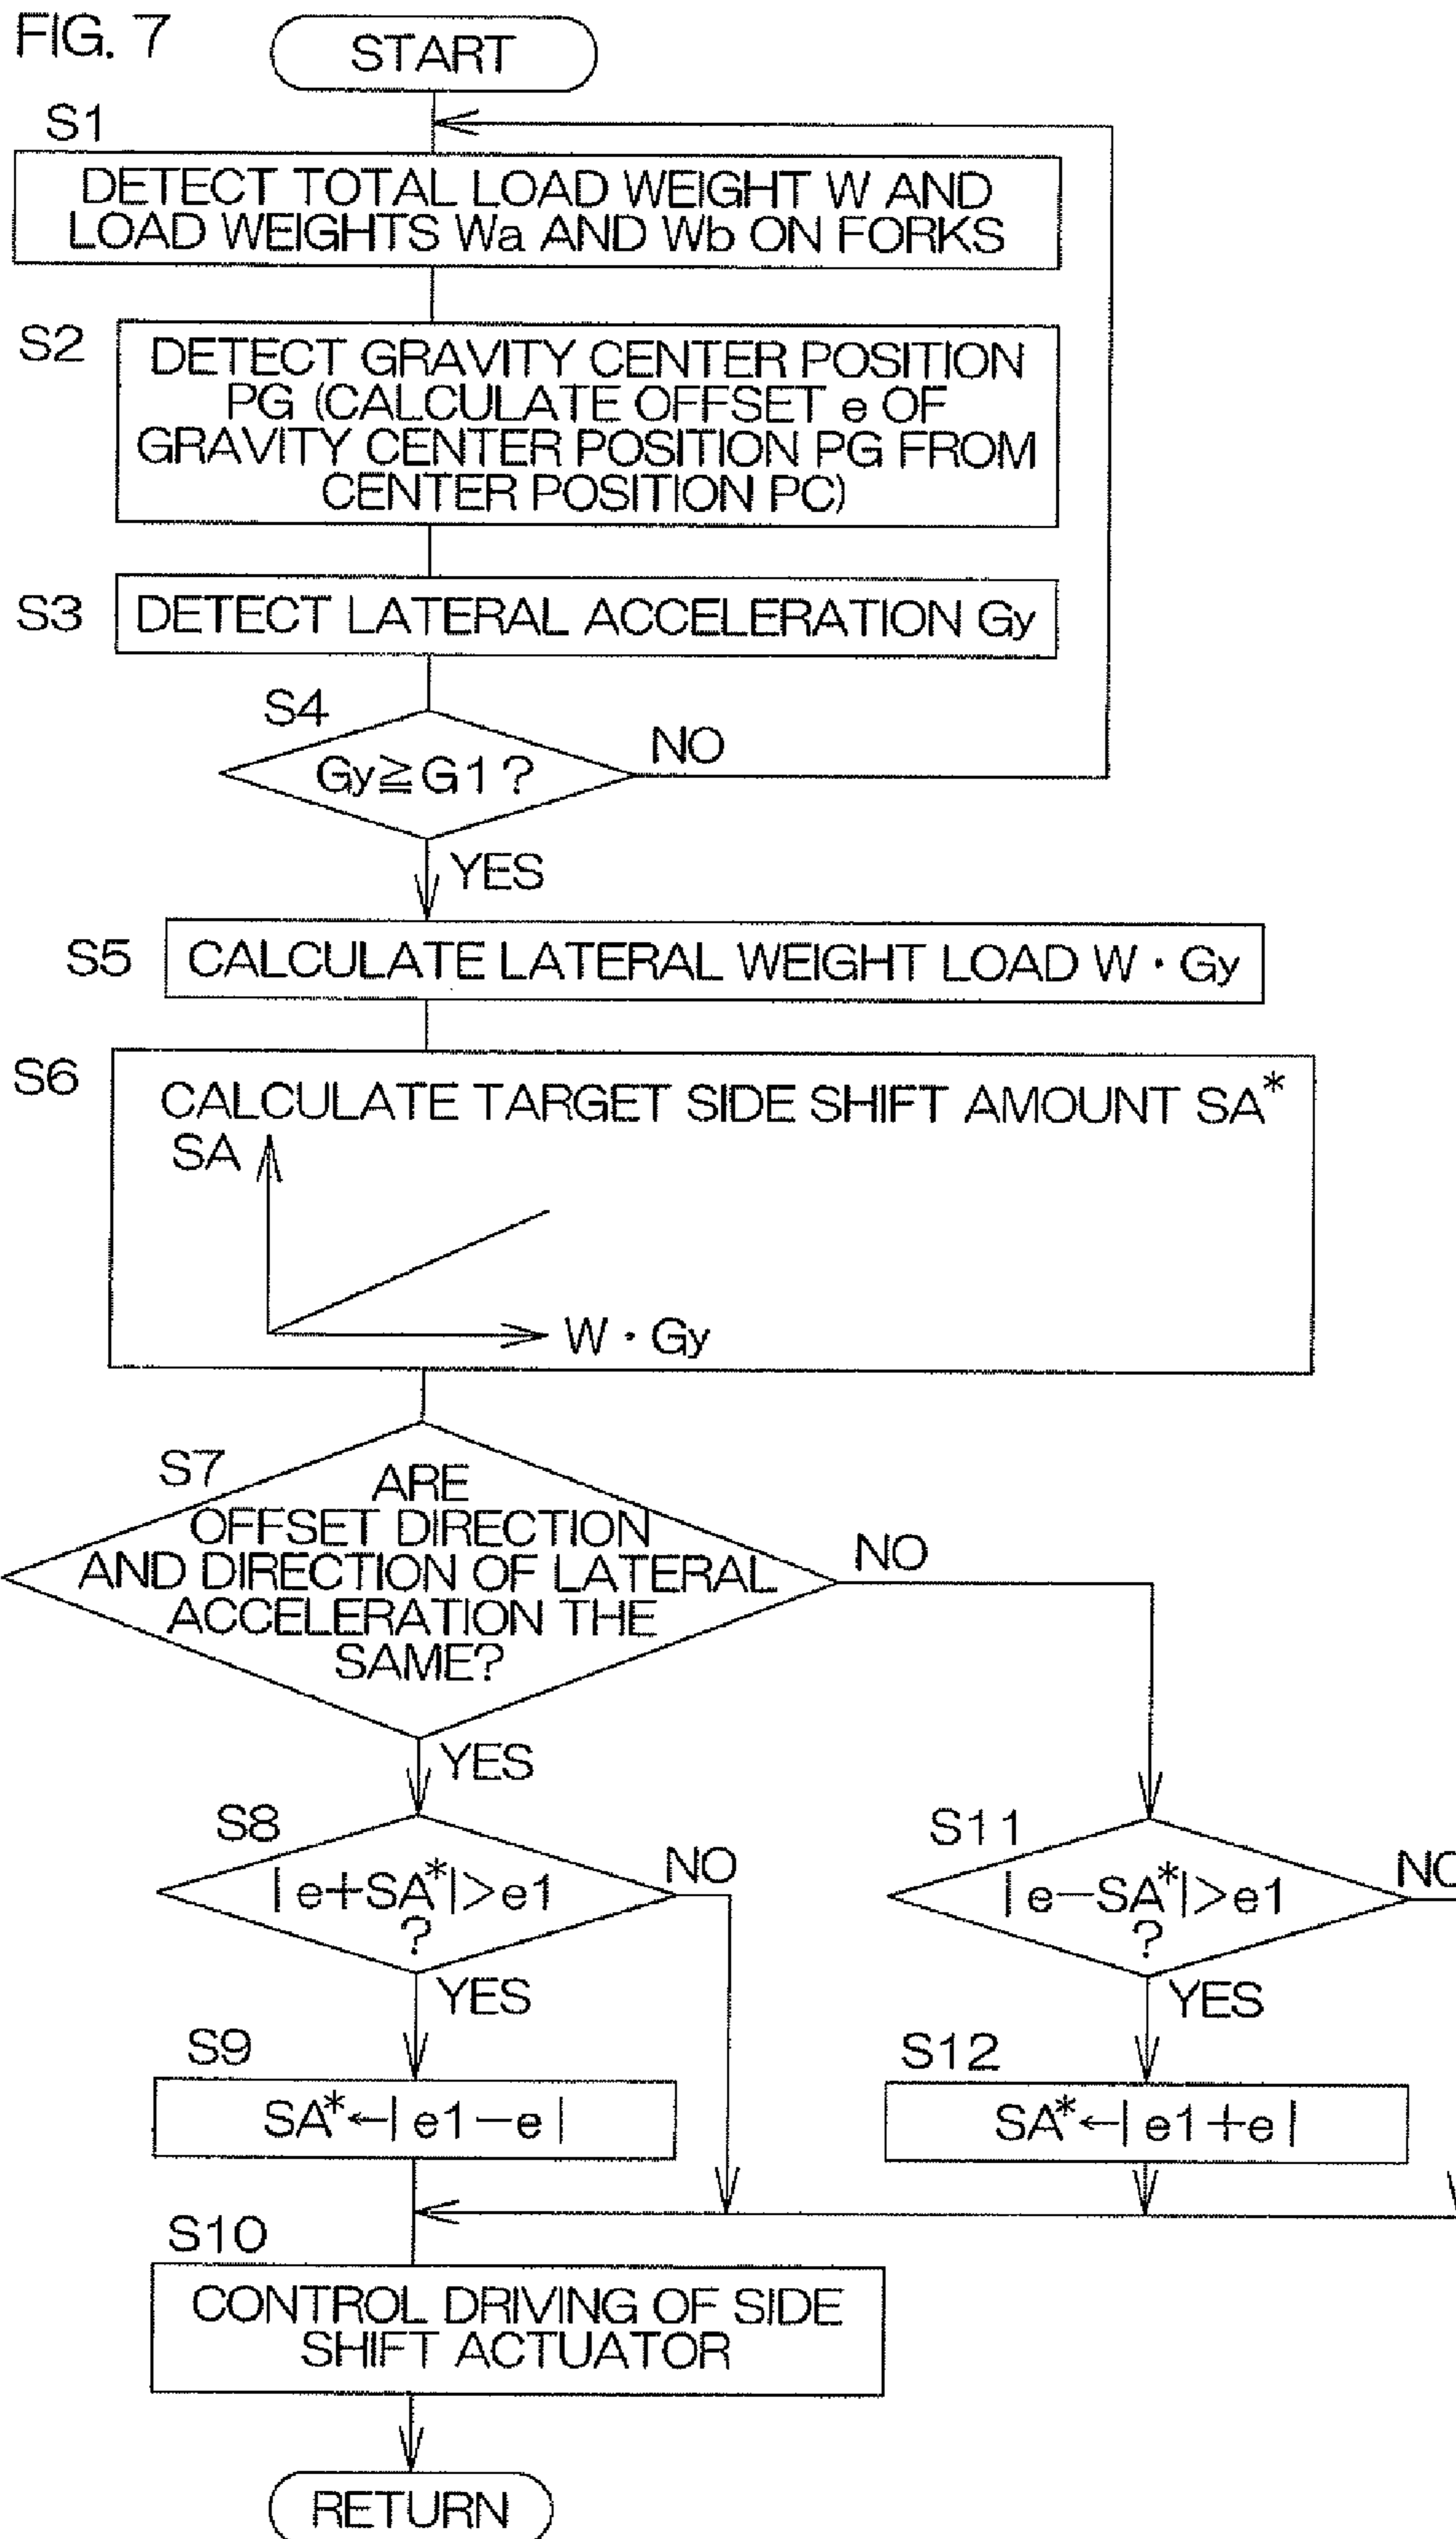 FIG. 7
START
S1
DETECT TOTAL LOAD WEIGHT W AND
LOAD WEIGHTS Wa AND Wb ON FORKS
S2
DETECT GRAVITY CENTER POSITION
PG (CALCULATE OFFSET e OF
GRAVITY CENTER POSITION PG FROM
CENTER POSITION PC)
S3
DETECT LATERAL ACCELERATION Gy
S4
Gy≧G1?
NO
YES
S5
CALCULATE LATERAL WEIGHT LOAD W・Gy
S6
CALCULATE TARGET SIDE SHIFT AMOUNT SA*
SA
W・Gy
S7
ARE
OFFSET DIRECTION
AND DIRECTION OF LATERAL
ACCELERATION THE
SAME?
NO
YES
S8
|e+SA*|>e1
?
NO
YES
S11
|e−SA*|>e1
?
NO
YES
S9
SA*←|e1−e|
S12
SA*←|e1+e|
S10
CONTROL DRIVING OF SIDE
SHIFT ACTUATOR
RETURN